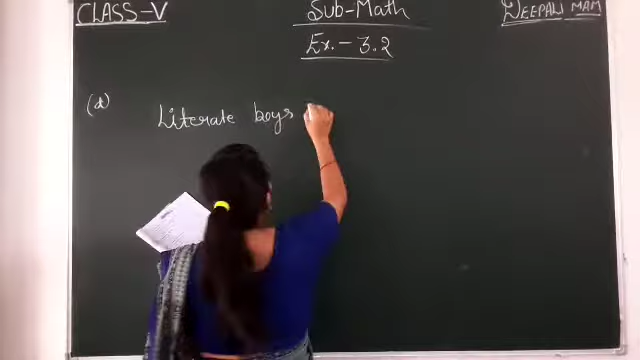 CLASS-V
Sub-Math
DEEPALI MAM
Ex.- 3.2
(d) Literate boys